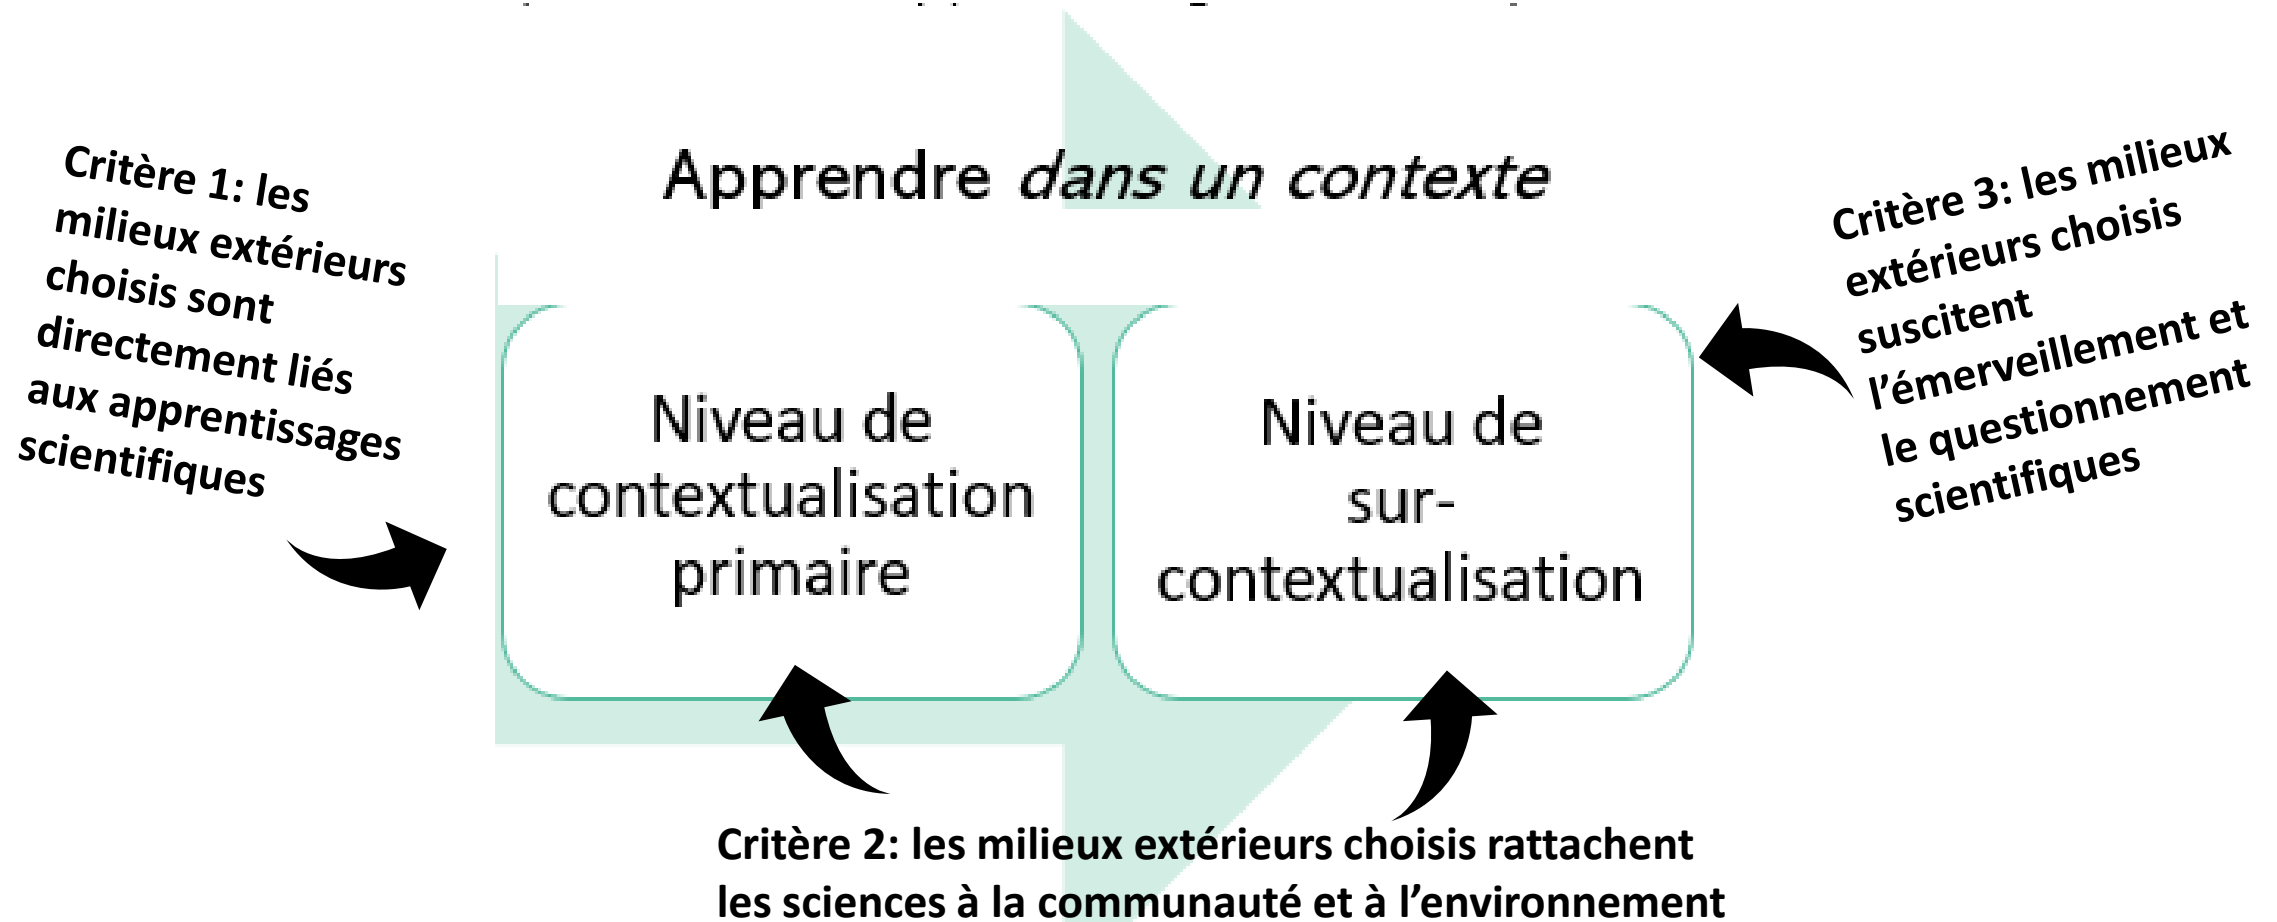 Apprendre dans un contexte
Critère 1: les
milieux extérieurs
choisis sont
directement liés
aux apprentissages
scientifiques
Niveau de
contextualisation
primaire
Niveau de
sur-
contextualisation
Critère 3: les milieux
extérieurs choisis
suscitent
l’émerveillement et
le questionnement
scientifiques
Critère 2: les milieux extérieurs choisis rattachent
les sciences à la communauté et à l’environnement